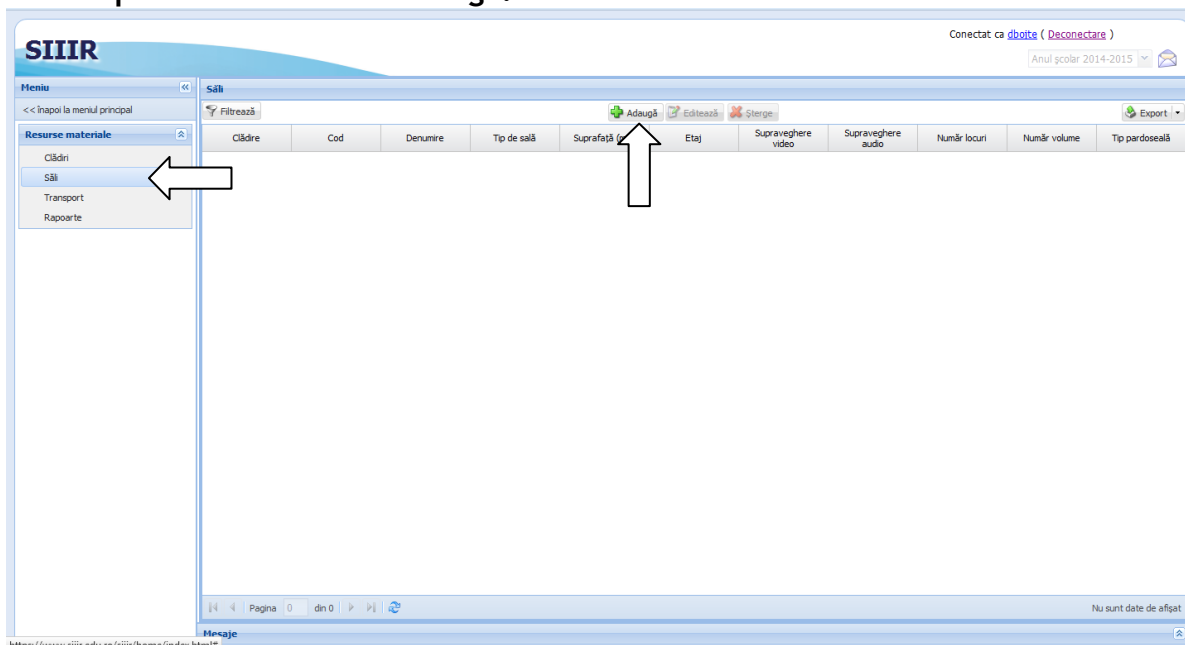 Conectat ca dboite ( Deconectare )
SIIIR
Anul școlar 2014-2015
Meniu
Săli
<< înapoi la meniul principal
Filtrează
Adaugă
Editează
Șterge
Export
Resurse materiale
Clădire
Cod
Denumire
Tip de sală
Suprafață
Etaj
Supraveghere
video
Supraveghere
audio
Număr locuri
Număr volume
Tip pardoseală
Clădiri
Săli
Transport
Rapoarte
Pagina 0 din 0
Nu sunt date de afișat
Mesaje